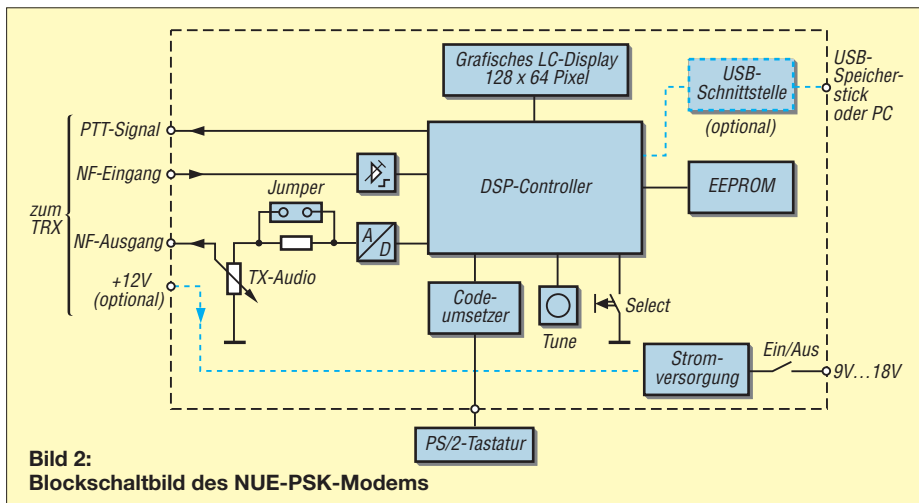 Grafisches LC-Display
128 x 64 Pixel
USB-
Schnittstelle
(optional)
USB-
Speicher-
stick
oder PC
PTT-Signal
NF-Eingang
zum
TRX
NF-Ausgang
+12V
(optional)
Jumper
TX-Audio
A
D
DSP-Controller
EEPROM
Code-
umsetzer
Tune
Select
Strom-
versorgung
Ein/Aus
9V...18V
PS/2-Tastatur
Bild 2:
Blockschaltbild des NUE-PSK-Modems